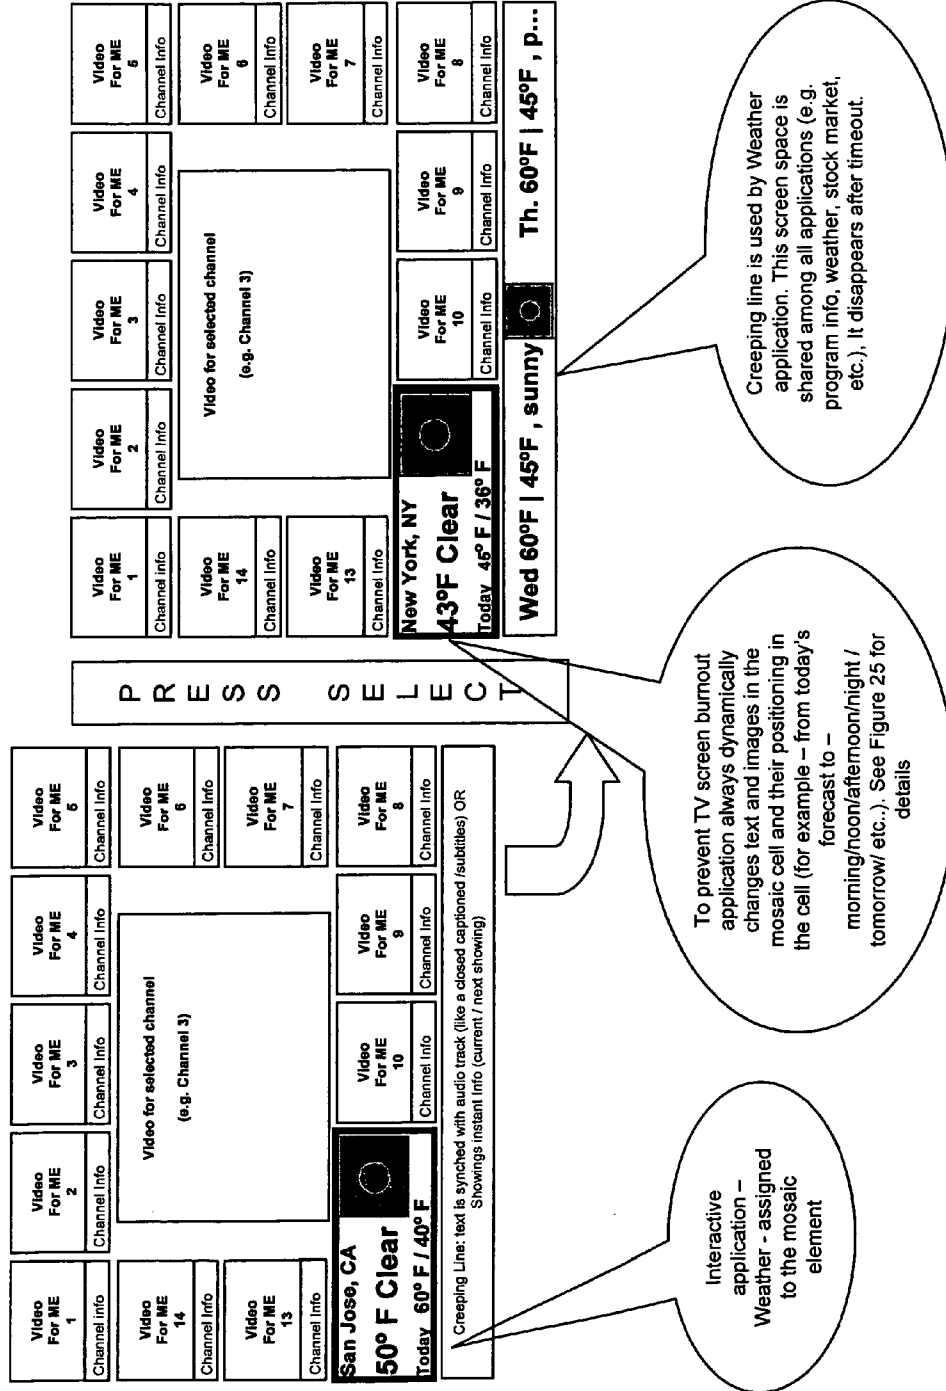 Video
For ME
1
Channel info
Video
For ME
2
Channel Info
Video
For ME
3
Channel Info
Video
For ME
4
Channel Info
Video
For ME
5
Channel Info
Video
For ME
14
Channel Info
Video for selected channel
(e.g. Channel 3)
Video
For ME
6
Channel Info
Video
For ME
13
Channel Info
Video
For ME
7
Channel Info
San Jose, CA
50° F Clear
Today 60° F / 40° F
Video
For ME
10
Channel Info
Video
For ME
9
Channel Info
Video
For ME
8
Channel Info
Creeping Line: text is synched with audio track (like a closed captioned /subtitles) OR
Showings instant Info (current / next showing)
Interactive
application –
Weather - assigned
to the mosaic
element
PRESS SELECT
Video
For ME
1
Channel info
Video
For ME
2
Channel Info
Video
For ME
3
Channel Info
Video
For ME
4
Channel Info
Video
For ME
5
Channel Info
Video
For ME
14
Channel Info
Video for selected channel
(e.g. Channel 3)
Video
For ME
6
Channel Info
Video
For ME
13
Channel Info
Video
For ME
7
Channel Info
New York, NY
43°F Clear
Today 45° F / 36° F
Video
For ME
10
Channel Info
Video
For ME
9
Channel Info
Video
For ME
8
Channel Info
Wed 60°F | 45°F , sunny Th. 60°F | 45°F , p...
To prevent TV screen burnout
application always dynamically
changes text and images in the
mosaic cell and their positioning in
the cell (for example – from today's
forecast to –
morning/noon/afternoon/night /
tomorrow/ etc..). See Figure 25 for
details
Creeping line is used by Weather
application. This screen space is
shared among all applications (e.g.
program info, weather, stock market,
etc.), It disappears after timeout.